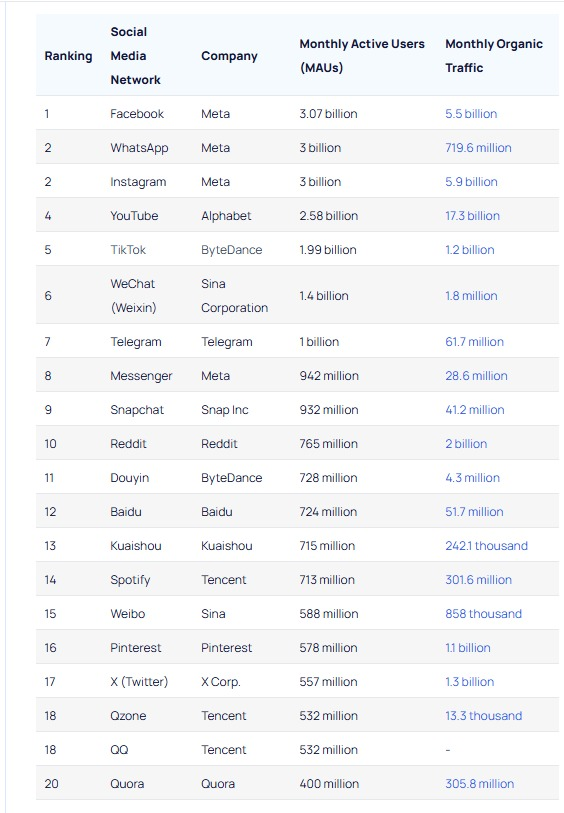 Ranking Social Media Network Company Monthly Active Users (MAUs) Monthly Organic Traffic
1 Facebook Meta 3.07 billion 5.5 billion
2 WhatsApp Meta 3 billion 719.6 million
2 Instagram Meta 3 billion 5.9 billion
4 YouTube Alphabet 2.58 billion 17.3 billion
5 TikTok ByteDance 1.99 billion 1.2 billion
6 WeChat (Weixin) Sina Corporation 1.4 billion 1.8 million
7 Telegram Telegram 1 billion 61.7 million
8 Messenger Meta 942 million 28.6 million
9 Snapchat Snap Inc 932 million 41.2 million
10 Reddit Reddit 765 million 2 billion
11 Douyin ByteDance 728 million 4.3 million
12 Baidu Baidu 724 million 51.7 million
13 Kuaishou Kuaishou 715 million 242.1 thousand
14 Spotify Tencent 713 million 301.6 million
15 Weibo Sina 588 million 858 thousand
16 Pinterest Pinterest 578 million 1.1 billion
17 X (Twitter) X Corp. 557 million 1.3 billion
18 Qzone Tencent 532 million 13.3 thousand
18 QQ Tencent 532 million -
20 Quora Quora 400 million 305.8 million